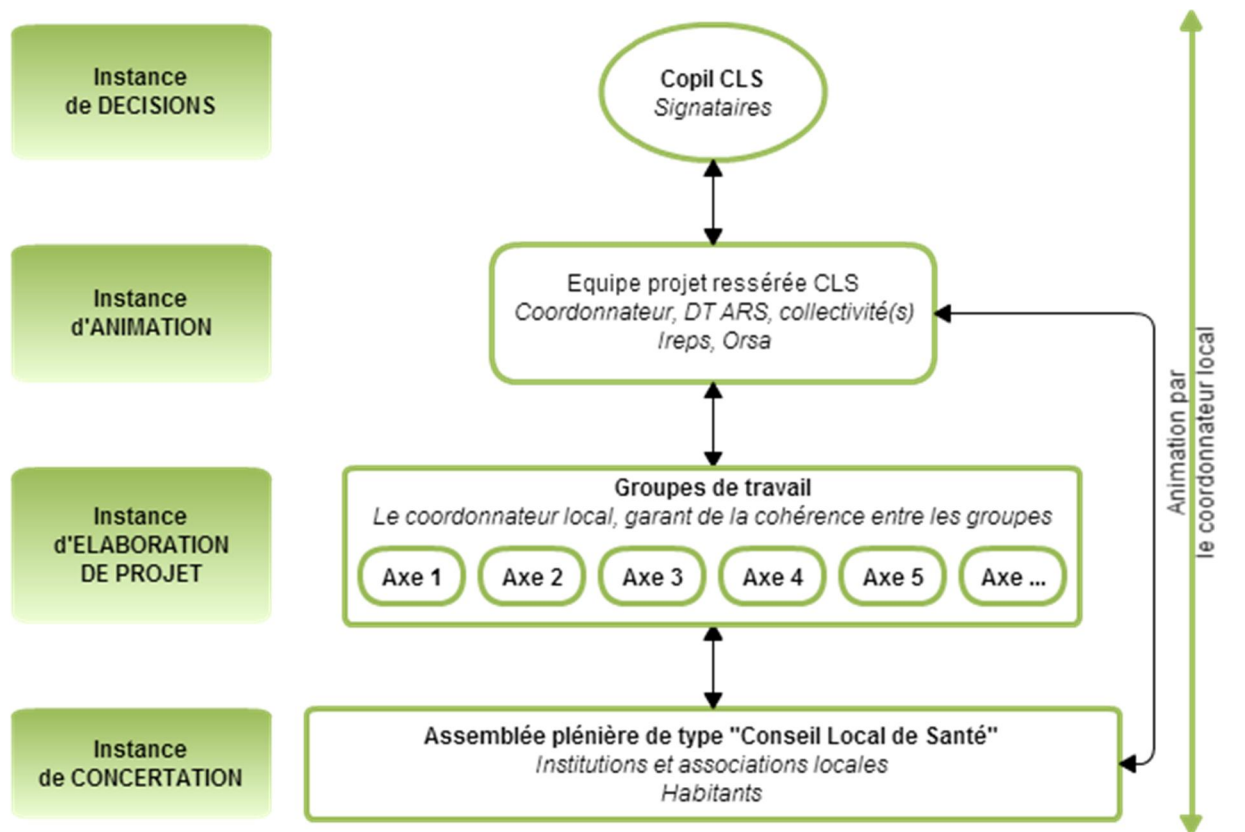 Instance
de DECISIONS
Copil CLS
Signataires
Instance
d'ANIMATION
Equipe projet ressérée CLS
Coordonnateur, DT ARS, collectivité(s)
Ireps, Orsa
Instance
d'ELABORATION
DE PROJET
Groupes de travail
Le coordonnateur local, garant de la cohérence entre les groupes
Axe 1
Axe 2
Axe 3
Axe 4
Axe 5
Axe ...
Instance
de CONCERTATION
Assemblée plénière de type "Conseil Local de Santé"
Institutions et associations locales
Habitants
Animation par
le coordonnateur local